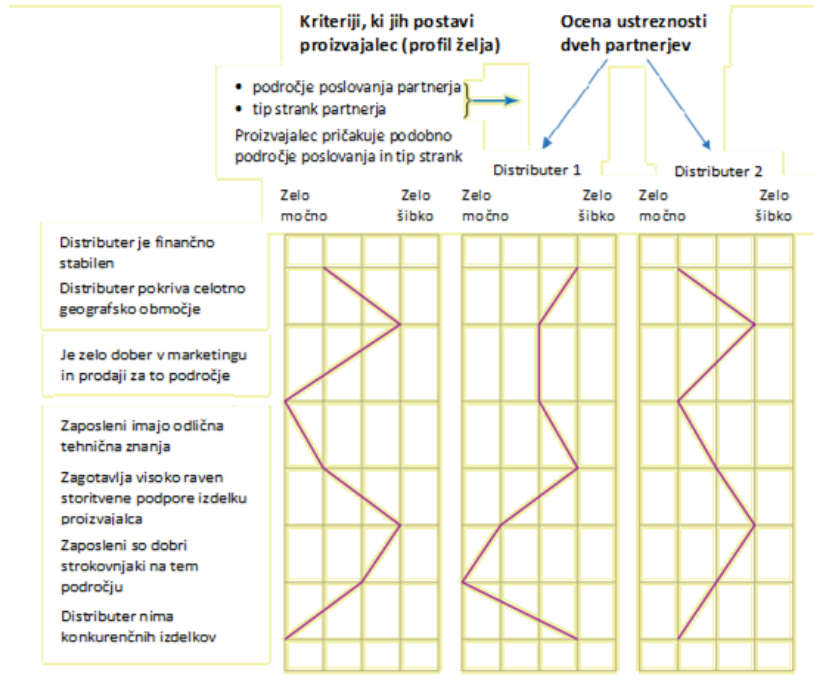 Kriteriji, ki jih postavi
proizvajalec (profil želja)
Ocena ustreznosti
dveh partnerjev
• področje poslovanja partnerja
• tip strank partnerja
Proizvajalec pričakuje podobno
področje poslovanja in tip strank
Distributer 1
Distributer 2
Zelo
močno
Zelo
šibko
Zelo
močno
Zelo
šibko
Zelo
močno
Zelo
šibko
Distributer je finančno
stabilen
Distributer pokriva celotno
geografsko območje
Je zelo dober v marketingu
in prodaji za to področje
Zaposleni imajo odlična
tehnična znanja
Zagotavlja visoko raven
storitvene podpore izdelku
proizvajalca
Zaposleni so dobri
strokovnjaki na tem
področju
Distributer nima
konkurenčnih izdelkov